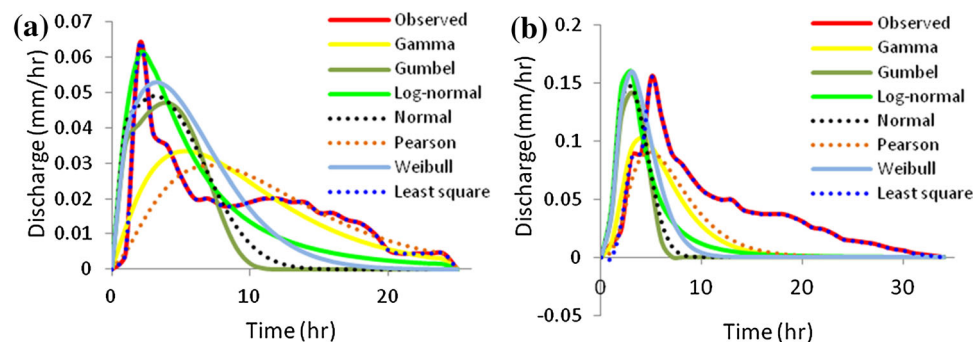 (a)
Discharge (mm/hr)
0.07
0.06
0.05
0.04
0.03
0.02
0.01
0
0
10
20
Time (hr)
Observed
Gamma
Gumbel
Log-normal
Normal
Pearson
Weibull
Least square
(b)
Discharge(mm/hr)
0.2
0.15
0.1
0.05
0
-0.05
0
10
20
30
Time (hr)
Observed
Gamma
Gumbel
Log-normal
Normal
Pearson
Weibull
Least square